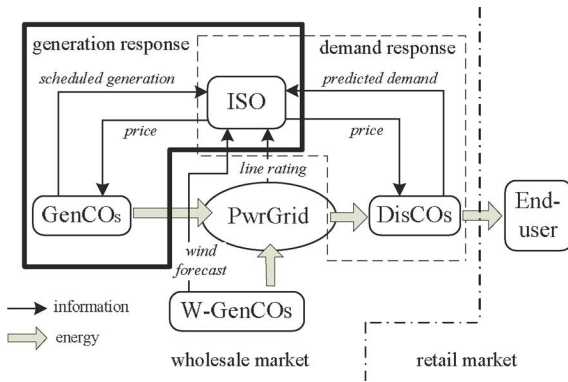 generation response
demand response
scheduled generation
predicted demand
ISO
price
price
line rating
GenCOs
PwrGrid
DisCOs
End-
user
wind
forecast
W-GenCOs
information
energy
wholesale market
retail market